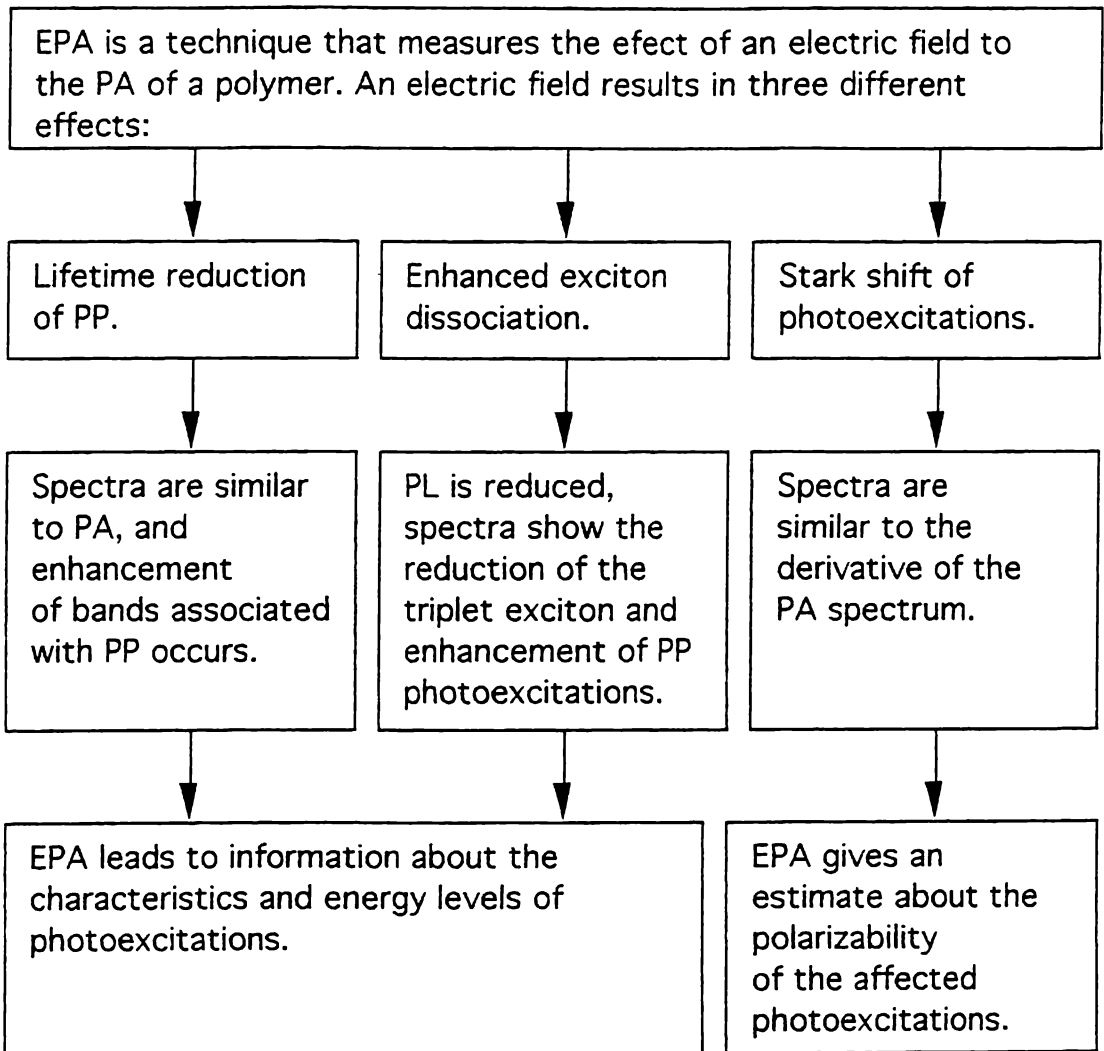 EPA is a technique that measures the efect of an electric field to
the PA of a polymer. An electric field results in three different
effects:
Lifetime reduction
of PP.
Enhanced exciton
dissociation.
Stark shift of
photoexcitations.
Spectra are similar
to PA, and
enhancement
of bands associated
with PP occurs.
PL is reduced,
spectra show the
reduction of the
triplet exciton and
enhancement of PP
photoexcitations.
Spectra are
similar to the
derivative of the
PA spectrum.
EPA leads to information about the
characteristics and energy levels of
photoexcitations.
EPA gives an
estimate about the
polarizability
of the affected
photoexcitations.